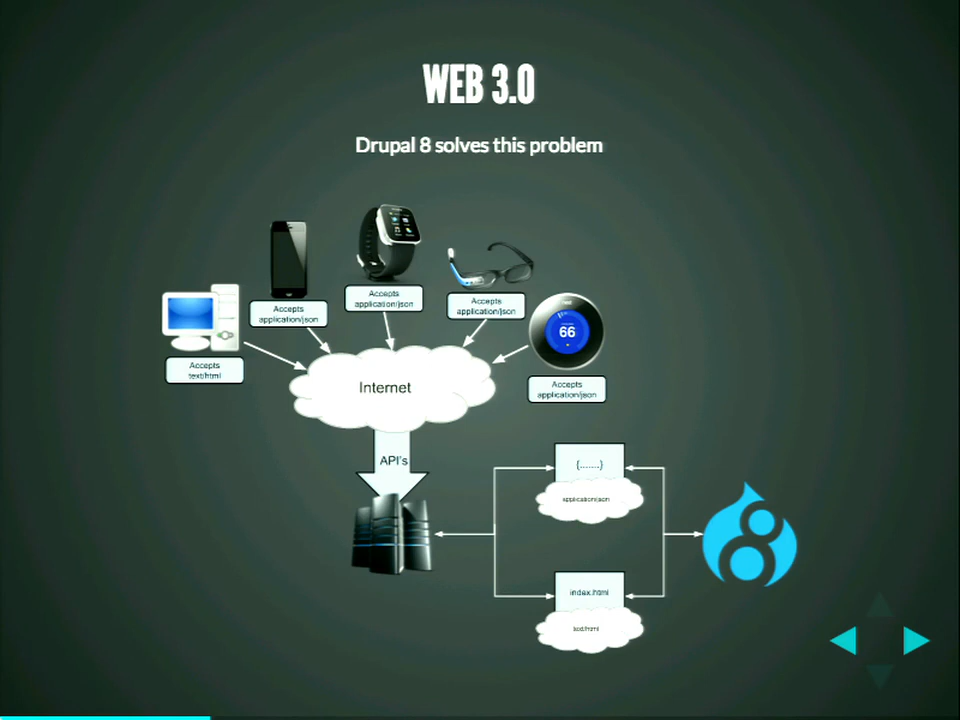 WEB 3.0
Drupal 8 solves this problem
Accepts
application/json
Accepts
application/json
Accepts
application/json
Accepts
text/html
66
Accepts
application/json
Internet
API's
{.......}
application/json
index.html
text/html